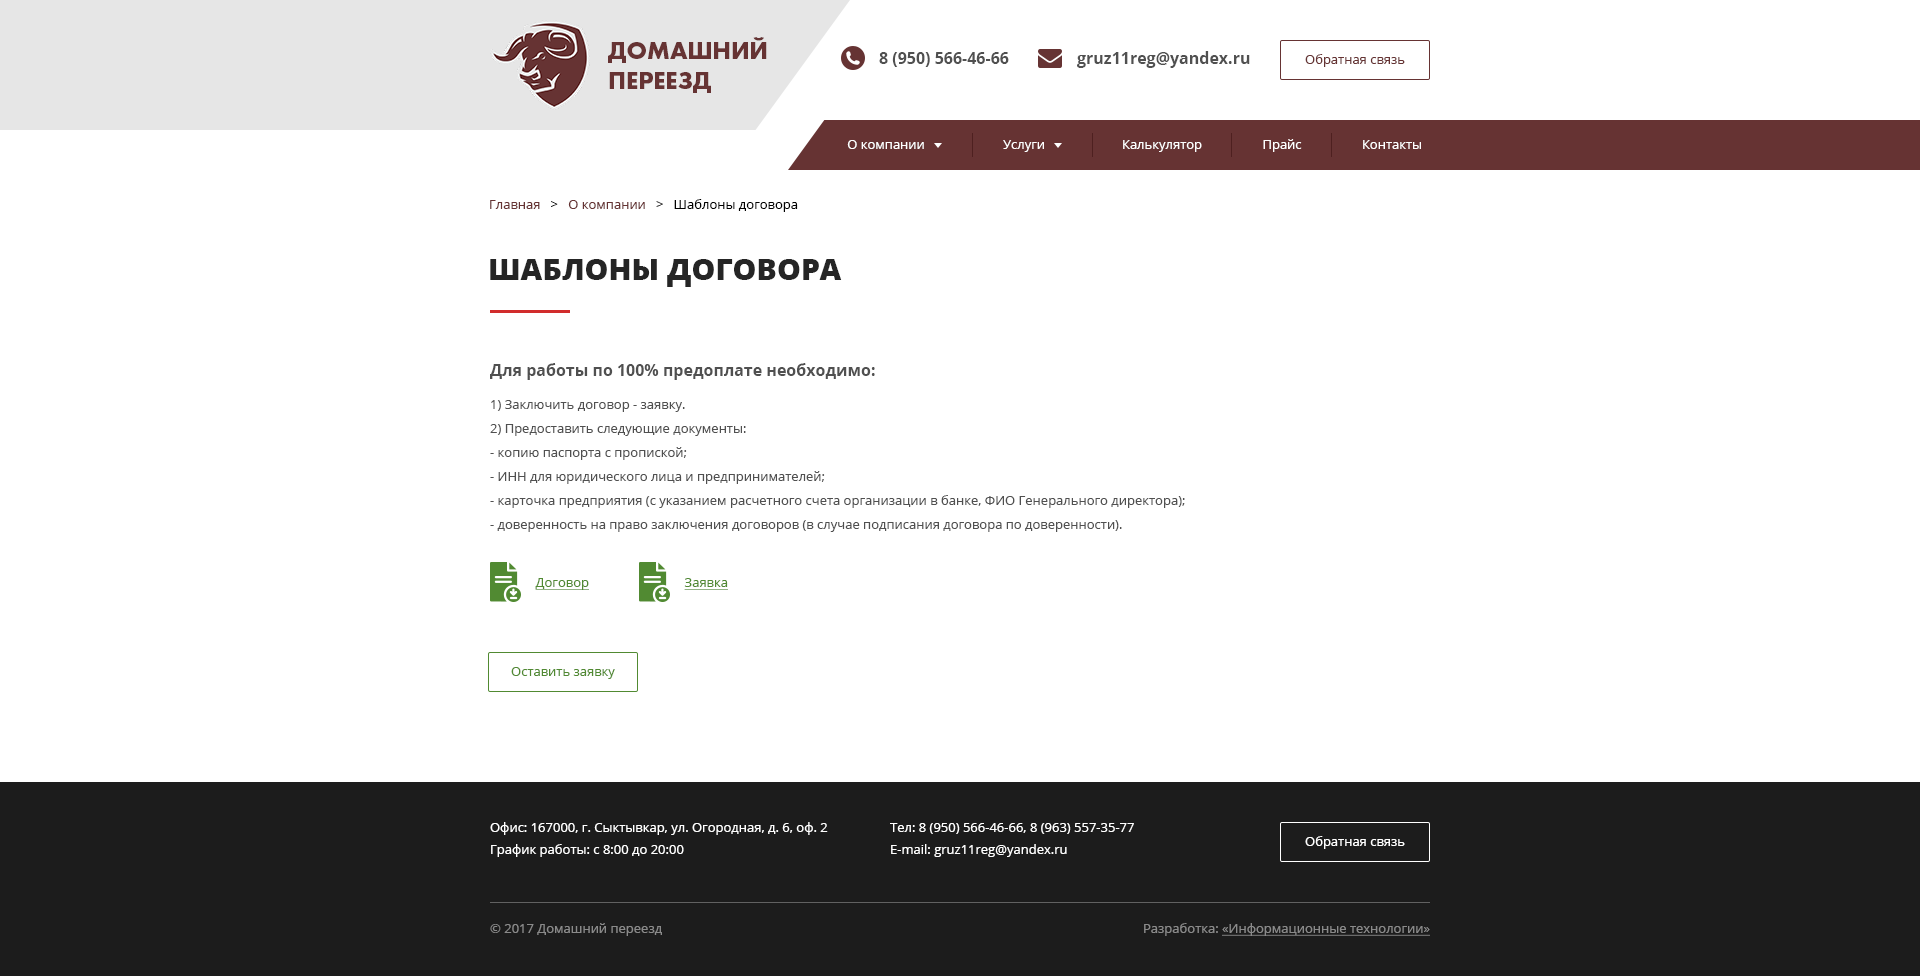 ДОМАШНИЙ
ПЕРЕЕЗД
8 (950) 566-46-66
gruz11reg@yandex.ru
Обратная связь
О компании
Услуги
Калькулятор
Прайс
Контакты
Главная > О компании > Шаблоны договора
ШАБЛОНЫ ДОГОВОРА
Для работы по 100% предоплате необходимо:
1) Заключить договор - заявку.
2) Предоставить следующие документы:
- копию паспорта с пропиской;
- ИНН для юридического лица и предпринимателей;
- карточка предприятия (с указанием расчетного счета организации в банке, ФИО Генерального директора);
- доверенность на право заключения договоров (в случае подписания договора по доверенности).
Договор
Заявка
Оставить заявку
Офис: 167000, г. Сыктывкар, ул. Огородная, д. 6, оф. 2
График работы: с 8:00 до 20:00
Тел: 8 (950) 566-46-66, 8 (963) 557-35-77
E-mail: gruz11reg@yandex.ru
Обратная связь
© 2017 Домашний переезд
Разработка: «Информационные технологии»